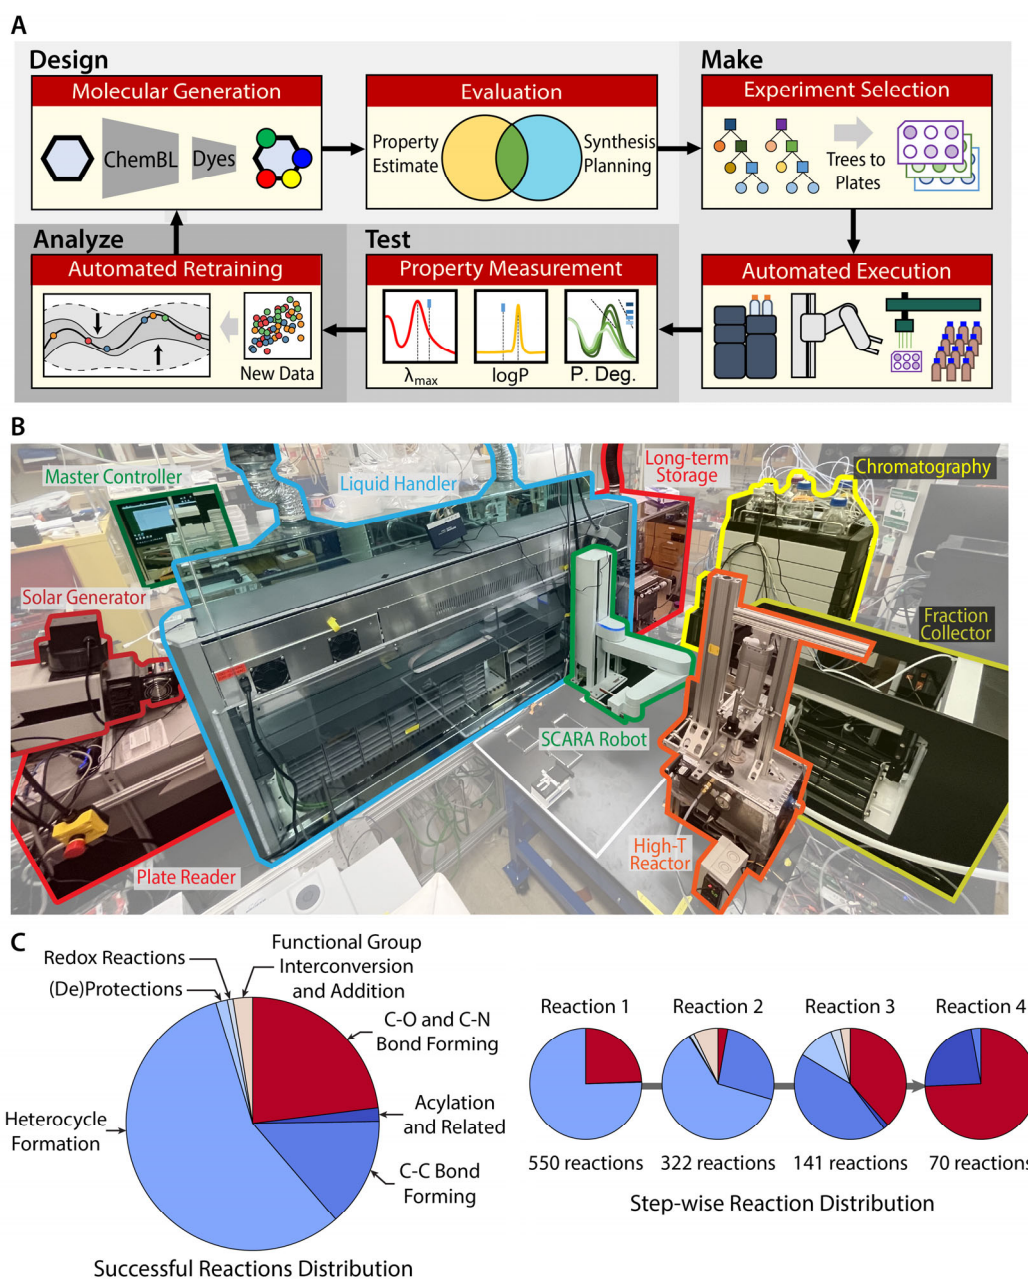 A
Design
Molecular Generation
ChemBL
Dyes
Evaluation
Property
Estimate
Synthesis
Planning
Make
Experiment Selection
Trees to
Plates
Analyze
Automated Retraining
New Data
Test
Property Measurement
λmax
logP
P. Deg.
Automated Execution
B
Master Controller
Liquid Handler
Long-term
Storage
Chromatography
Solar Generator
Fraction
Collector
SCARA Robot
High-T
Reactor
Plate Reader
C
Redox Reactions
(De)Protections
Functional Group
Interconversion
and Addition
C-O and C-N
Bond Forming
Heterocycle
Formation
Acylation
and Related
C-C Bond
Forming
Successful Reactions Distribution
Reaction 1
Reaction 2
Reaction 3
Reaction 4
550 reactions
322 reactions
141 reactions
70 reactions
Step-wise Reaction Distribution